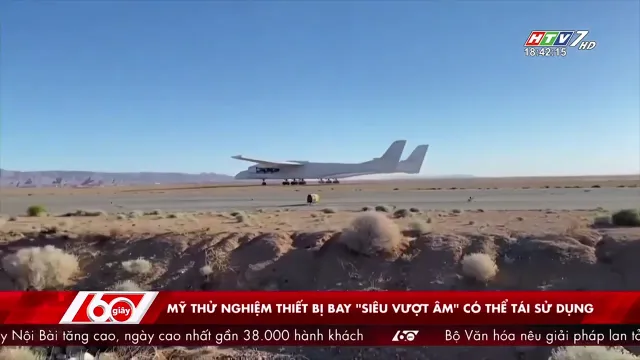 HTV7 HD
18:42:15
60 giây
MỸ THỬ NGHIỆM THIẾT BỊ BAY "SIÊU VƯỢT ÂM" CÓ THỂ TÁI SỬ DỤNG
y Nội Bài tăng cao, ngày cao nhất gần 38.000 hành khách 60 Bộ Văn hóa nêu giải pháp lan tỏ